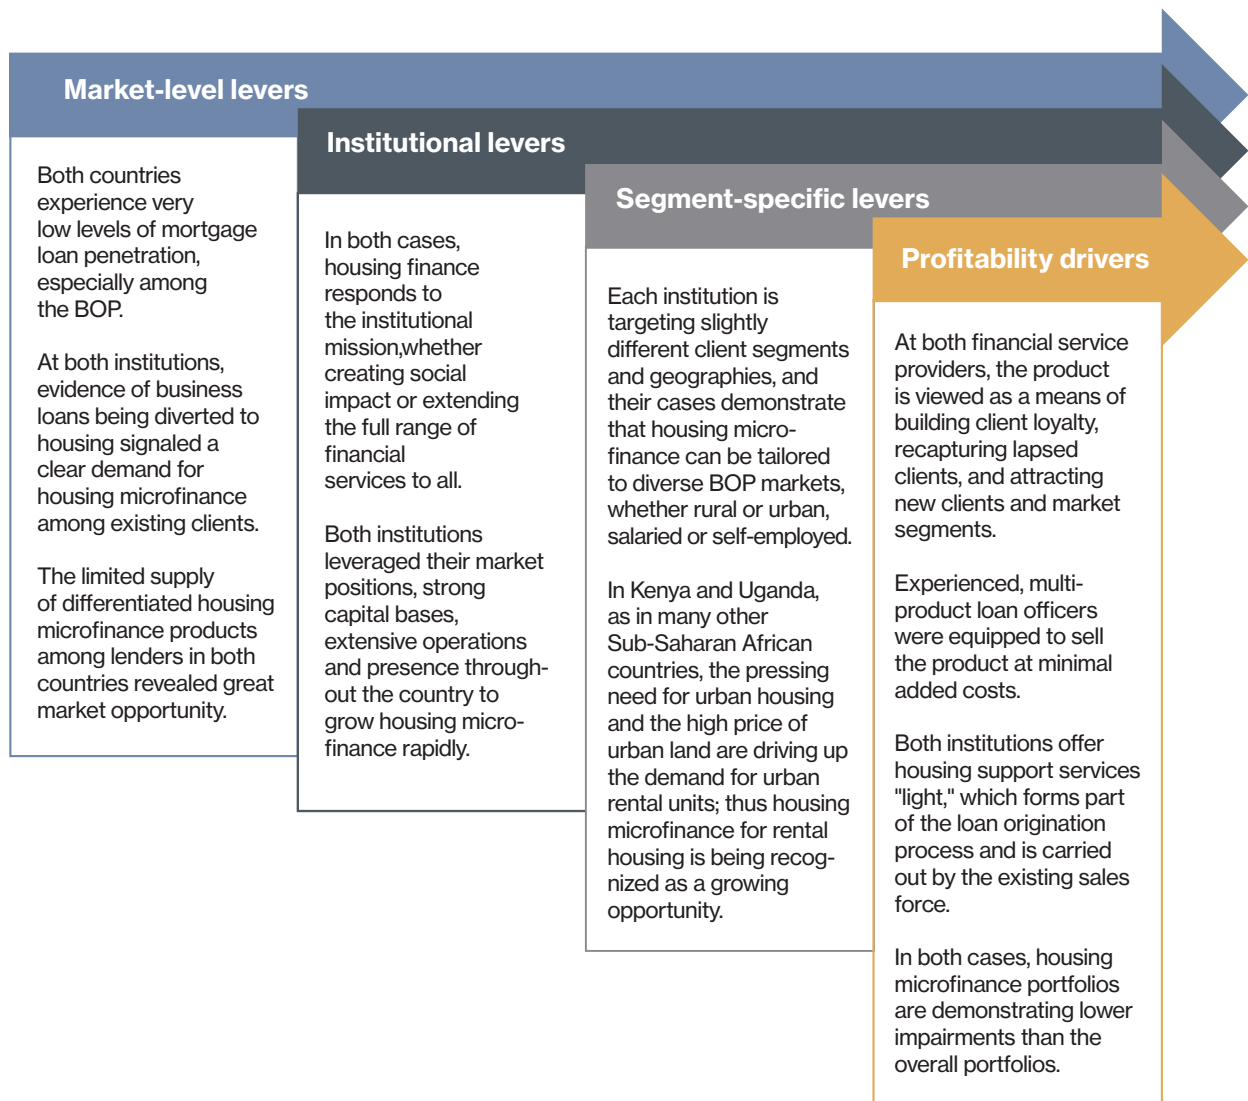 Market-level levers
Both countries
experience very
low levels of mortgage
loan penetration,
especially among
the BOP.
At both institutions,
evidence of business
loans being diverted to
housing signaled a
clear demand for
housing microfinance
among existing clients.
The limited supply
of differentiated housing
microfinance products
among lenders in both
countries revealed great
market opportunity.
Institutional levers
In both cases,
housing finance
responds to
the institutional
mission,whether
creating social
impact or extending
the full range of
financial
services to all.
Both institutions
leveraged their market
positions, strong
capital bases,
extensive operations
and presence through-
out the country to
grow housing micro-
finance rapidly.
Segment-specific levers
Each institution is
targeting slightly
different client segments
and geographies, and
their cases demonstrate
that housing micro-
finance can be tailored
to diverse BOP markets,
whether rural or urban,
salaried or self-employed.
In Kenya and Uganda,
as in many other
Sub-Saharan African
countries, the pressing
need for urban housing
and the high price of
urban land are driving up
the demand for urban
rental units; thus housing
microfinance for rental
housing is being recog-
nized as a growing
opportunity.
Profitability drivers
At both financial service
providers, the product
is viewed as a means of
building client loyalty,
recapturing lapsed
clients, and attracting
new clients and market
segments.
Experienced, multi-
product loan officers
were equipped to sell
the product at minimal
added costs.
Both institutions offer
housing support services
"light," which forms part
of the loan origination
process and is carried
out by the existing sales
force.
In both cases, housing
microfinance portfolios
are demonstrating lower
impairments than the
overall portfolios.